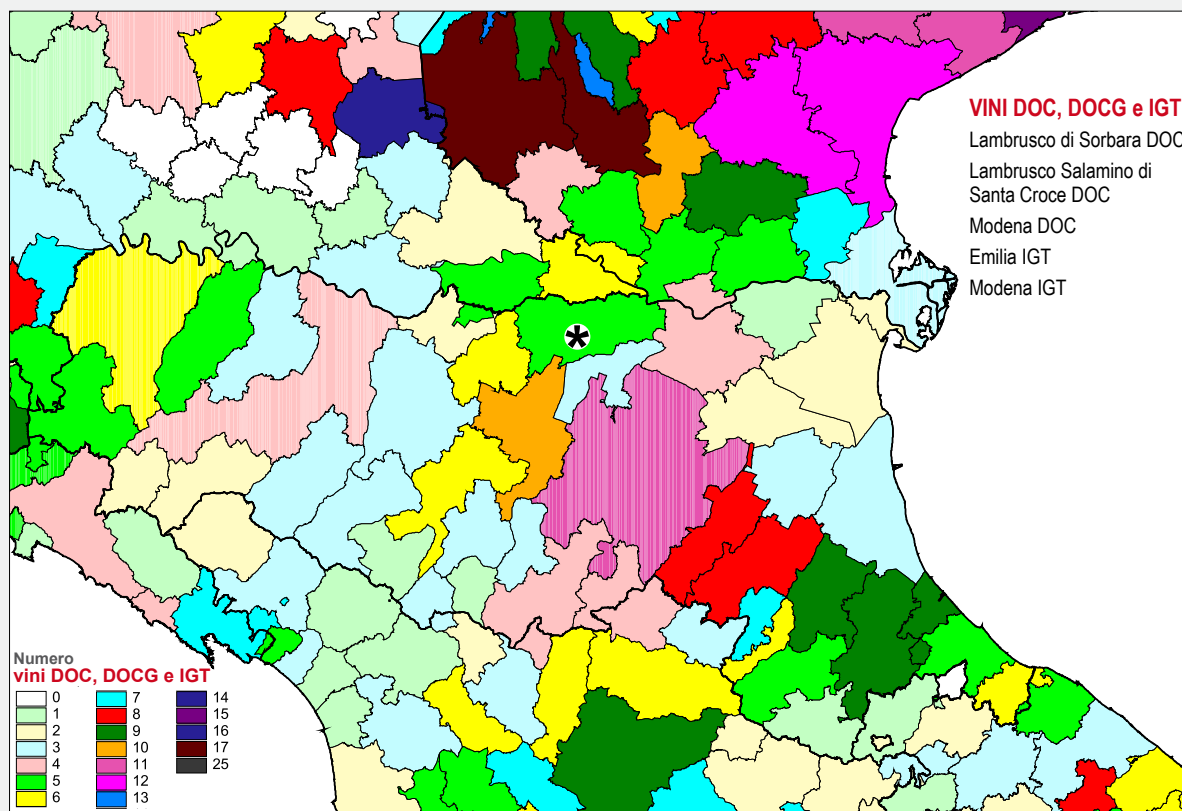 VINI DOC, DOCG e IGT
Lambrusco di Sorbara DOC
Lambrusco Salamino di
Santa Croce DOC
Modena DOC
Emilia IGT
Modena IGT
*
Numero
vini DOC, DOCG e IGT
0
1
2
3
4
5
6
7
8
9
10
11
12
13
14
15
16
17
25